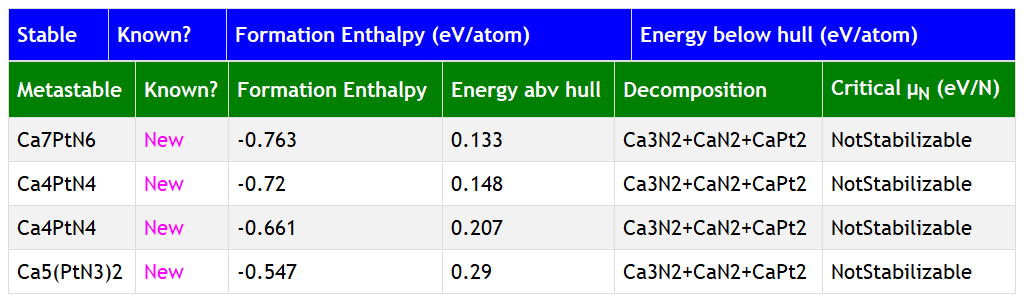 Stable Known? Formation Enthalpy (eV/atom) Energy below hull (eV/atom)
Metastable Known? Formation Enthalpy Energy abv hull Decomposition Critical μN (eV/N)
Ca7PtN6 New -0.763 0.133 Ca3N2+CaN2+CaPt2 NotStabilizable
Ca4PtN4 New -0.72 0.148 Ca3N2+CaN2+CaPt2 NotStabilizable
Ca4PtN4 New -0.661 0.207 Ca3N2+CaN2+CaPt2 NotStabilizable
Ca5(PtN3)2 New -0.547 0.29 Ca3N2+CaN2+CaPt2 NotStabilizable